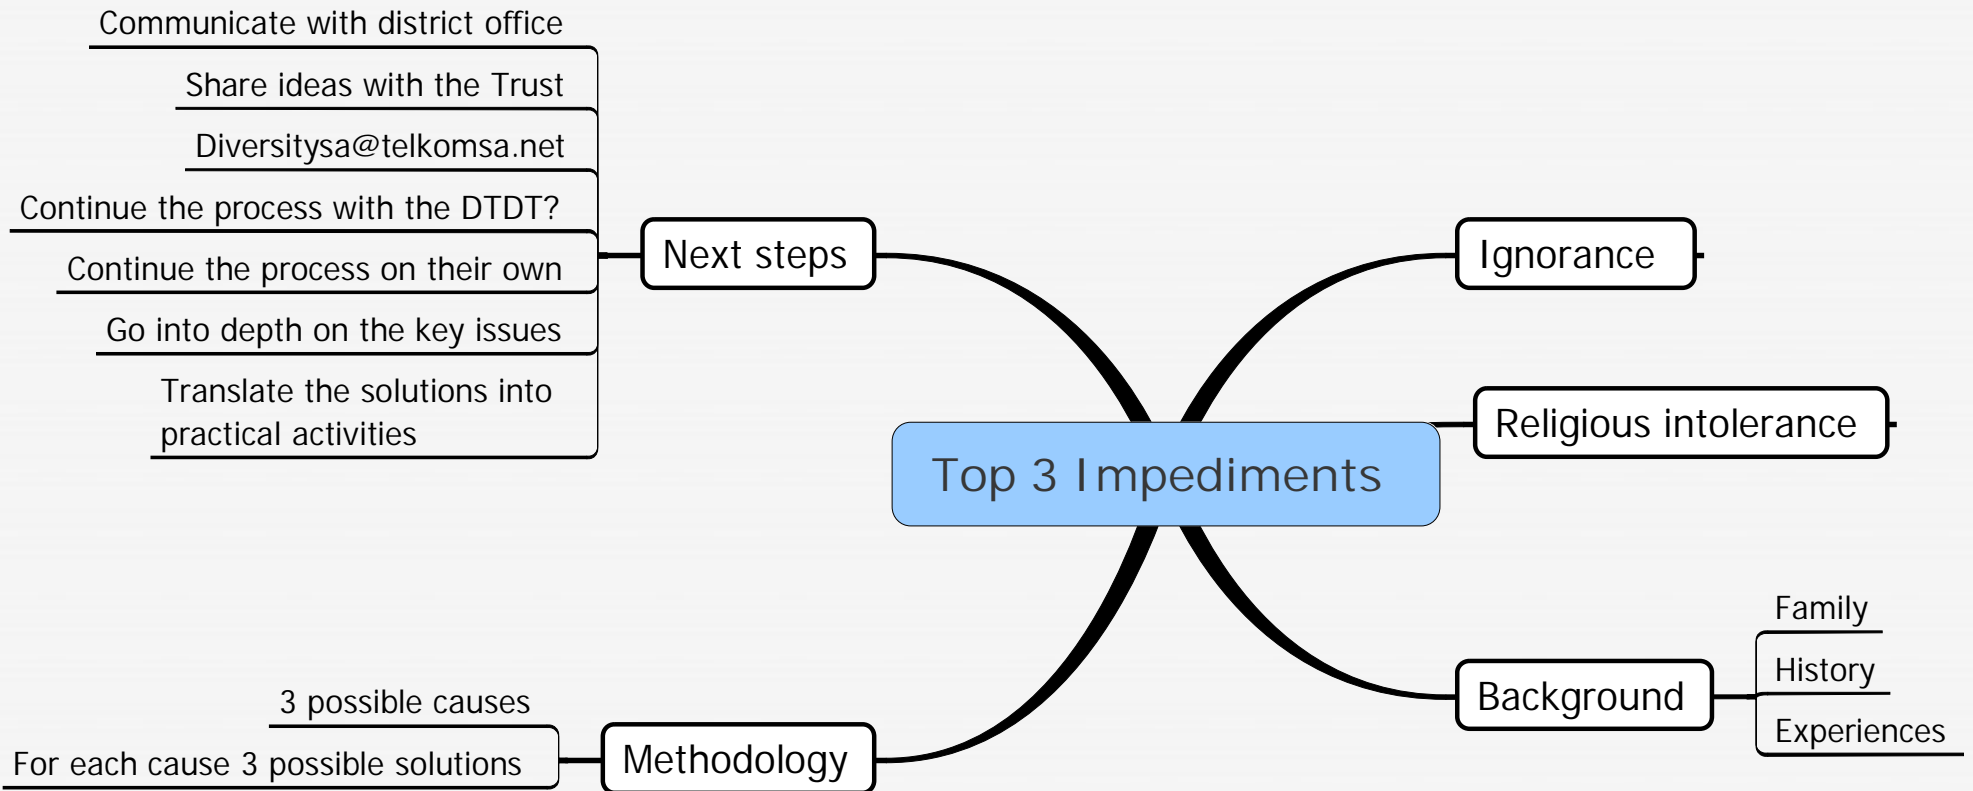 Communicate with district office
Share ideas with the Trust
Diversitysa@telkomsa.net
Continue the process with the DTDT?
Continue the process on their own
Go into depth on the key issues
Translate the solutions into
practical activities
Next steps
Ignorance
Religious intolerance
Top 3 Impediments
Family
History
Experiences
Background
3 possible causes
For each cause 3 possible solutions
Methodology